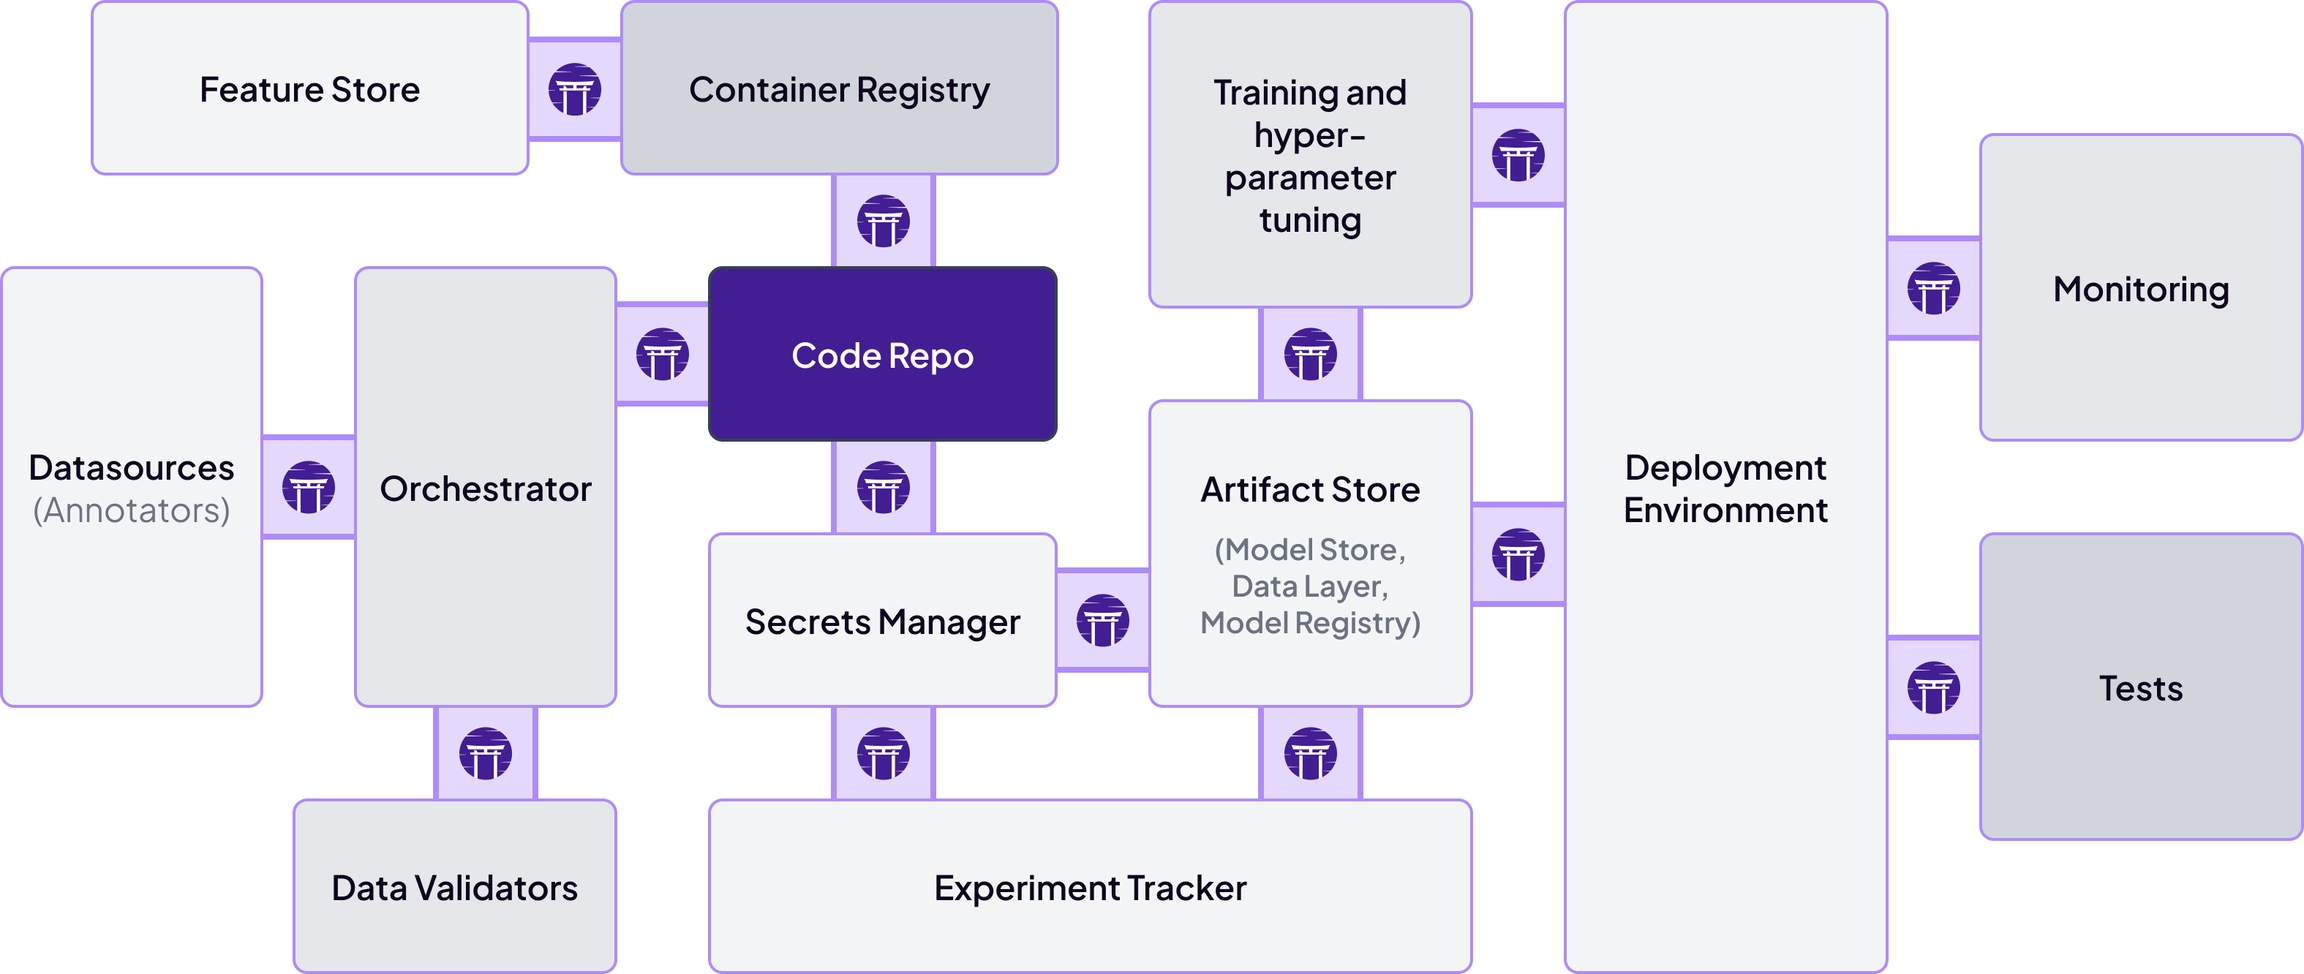 Feature Store
Container Registry
Training and
hyper-
parameter
tuning
Monitoring
Datasources
(Annotators)
Orchestrator
Code Repo
Secrets Manager
Artifact Store
(Model Store,
Data Layer,
Model Registry)
Deployment
Environment
Tests
Data Validators
Experiment Tracker